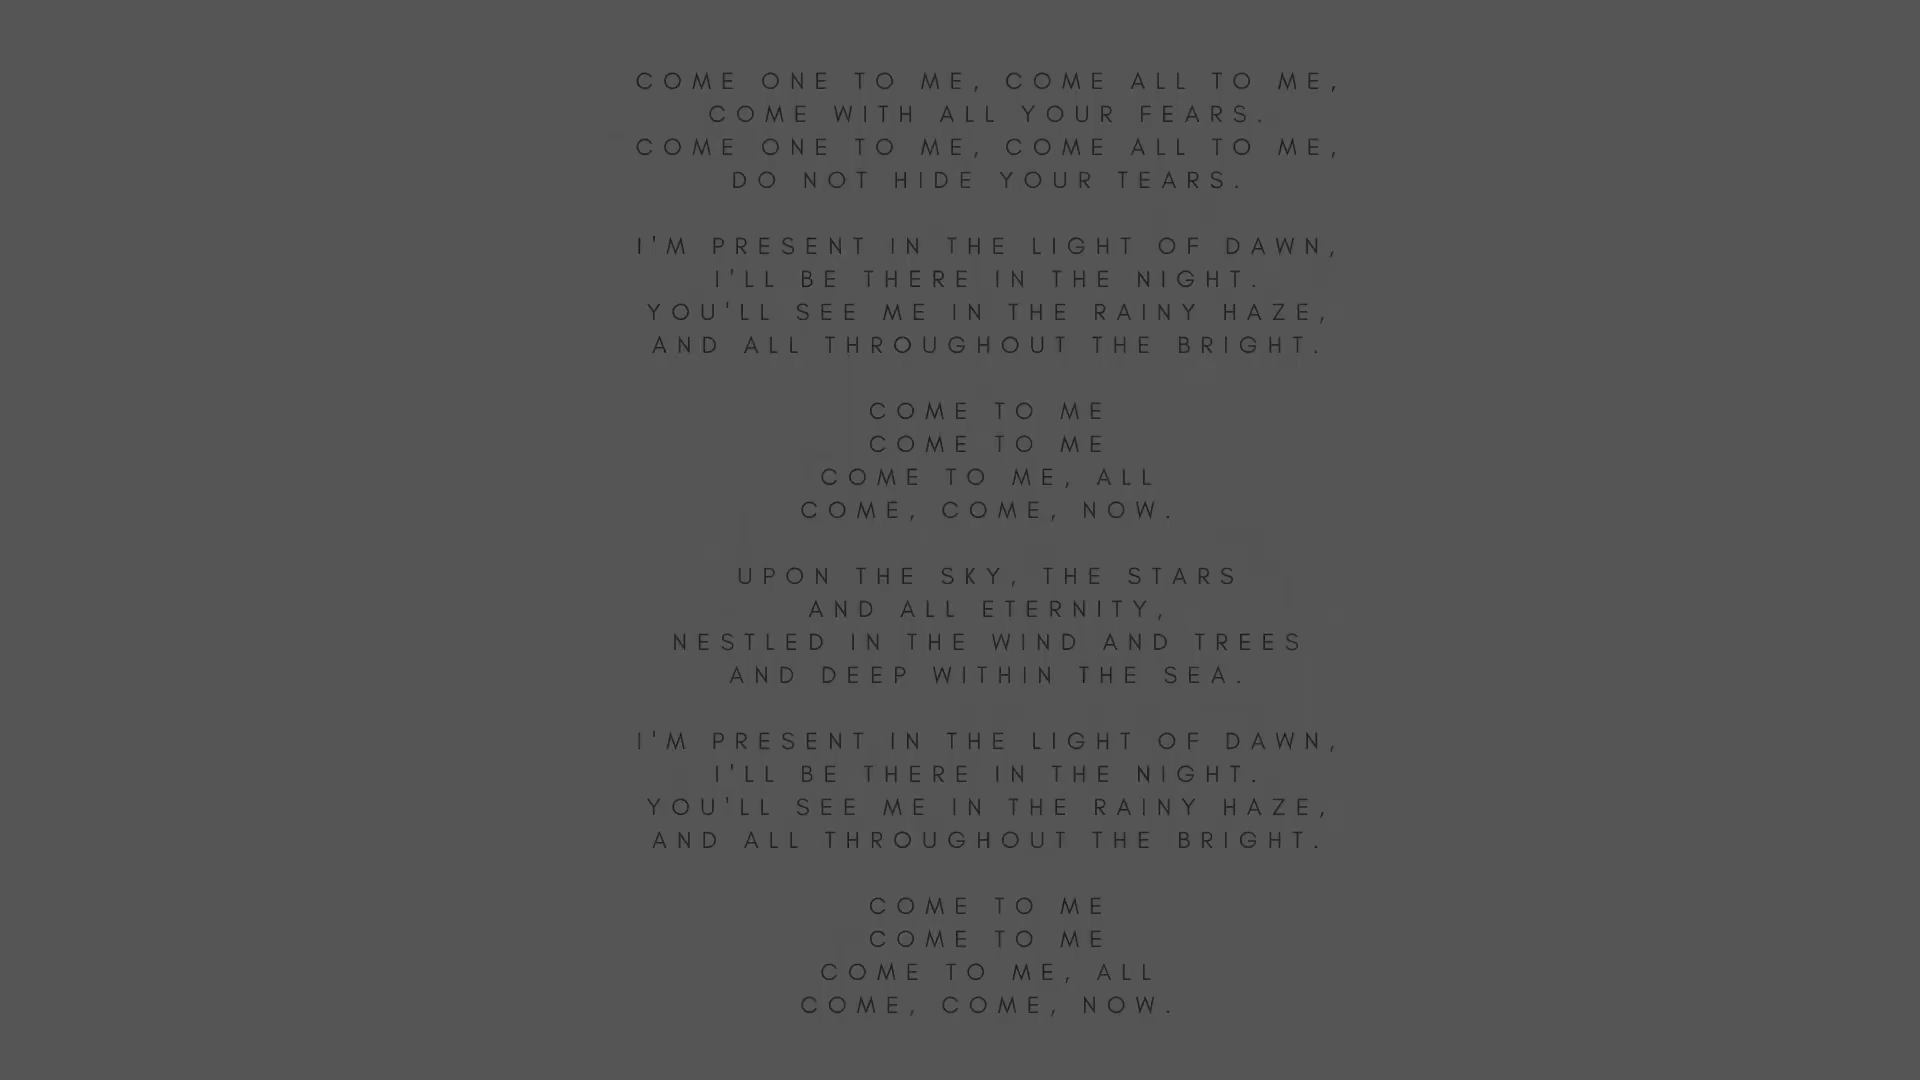 COME ONE TO ME, COME ALL TO ME,
COME WITH ALL YOUR FEARS.
COME ONE TO ME, COME ALL TO ME,
DO NOT HIDE YOUR TEARS.
I'M PRESENT IN THE LIGHT OF DAWN,
I'LL BE THERE IN THE NIGHT.
YOU'LL SEE ME IN THE RAINY HAZE,
AND ALL THROUGHOUT THE BRIGHT.
COME TO ME
COME TO ME
COME TO ME, ALL
COME, COME, NOW.
UPON THE SKY, THE STARS
AND ALL ETERNITY,
NESTLED IN THE WIND AND TREES
AND DEEP WITHIN THE SEA.
I'M PRESENT IN THE LIGHT OF DAWN,
I'LL BE THERE IN THE NIGHT.
YOU'LL SEE ME IN THE RAINY HAZE,
AND ALL THROUGHOUT THE BRIGHT.
COME TO ME
COME TO ME
COME TO ME, ALL
COME, COME, NOW.